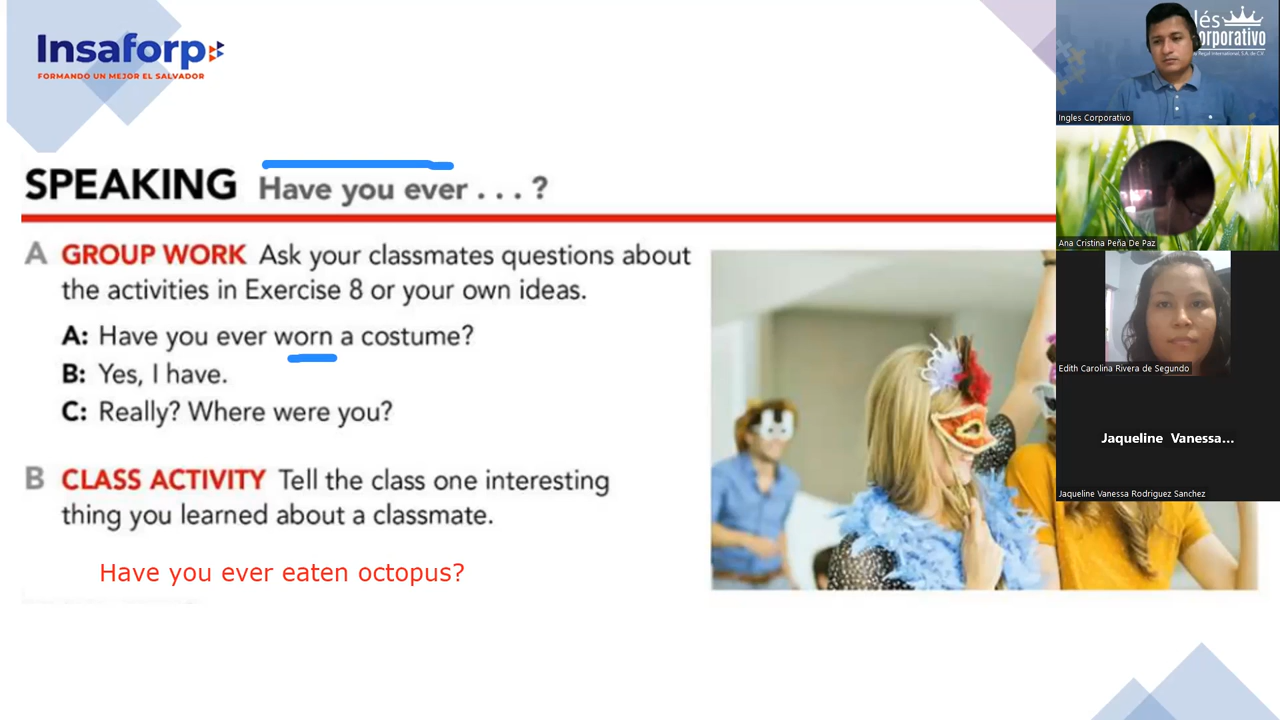 Insaforp
FORMANDO UN MEJOR EL SALVADOR
SPEAKING Have you ever . . . ?
A GROUP WORK Ask your classmates questions about
the activities in Exercise 8 or your own ideas.
A: Have you ever worn a costume?
B: Yes, I have.
C: Really? Where were you?
B CLASS ACTIVITY Tell the class one interesting
thing you learned about a classmate.
Have you ever eaten octopus?
lés
orporativo
Ingles Corporativo
Ana Cristina Peña De Paz
Edith Carolina Rivera de Segundo
Jaqueline Vanessa...
Jaqueline Vanessa Rodriguez Sanchez